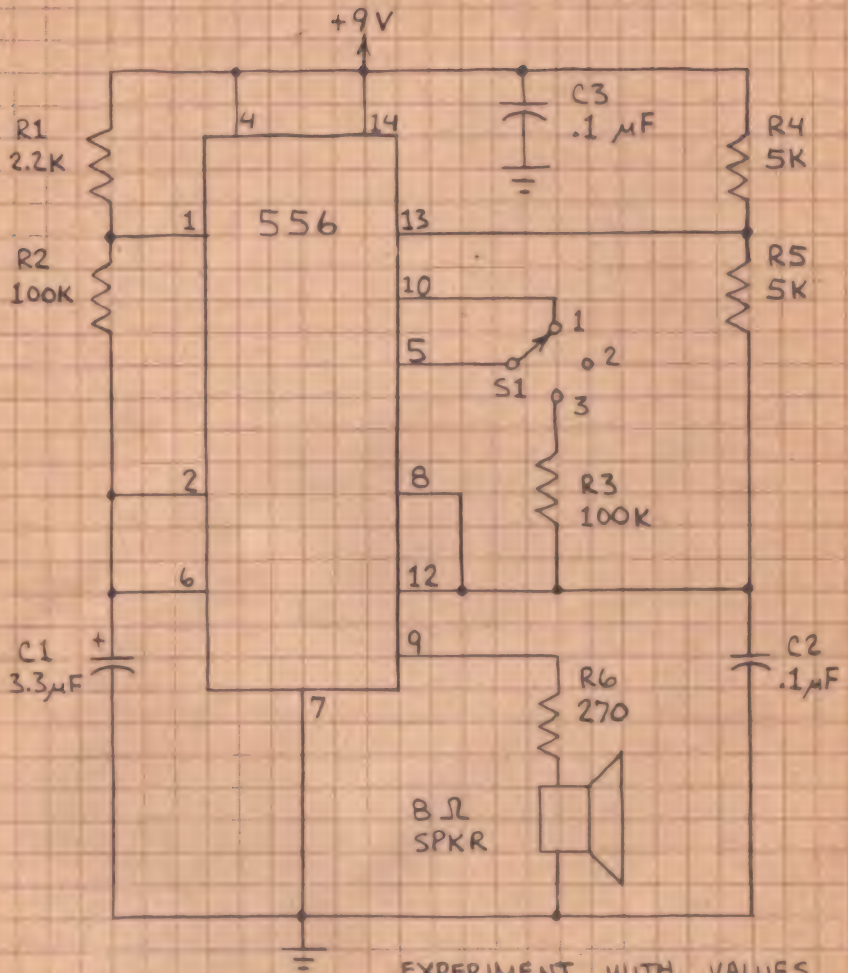 +9V
4
14
C3
.1 µF
R1
2.2K
R4
5K
1
556
13
R2
100K
10
R5
5K
1
5
2
S1
3
2
8
R3
100K
6
12
9
C1
+
3.3µF
C2
.1µF
R6
270
7
8 Ω
SPKR
EXPERIMENT WITH VALUES